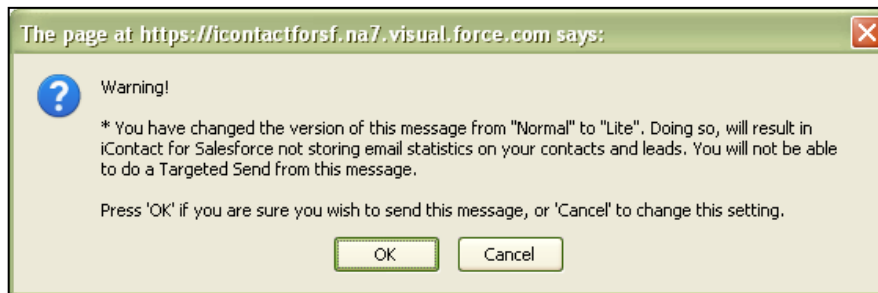 The page at https://icontactforsf.na7.visual.force.com says:
Warning!
* You have changed the version of this message from "Normal" to "Lite". Doing so, will result in
iContact for Salesforce not storing email statistics on your contacts and leads. You will not be able
to do a Targeted Send from this message.
Press 'OK' if you are sure you wish to send this message, or 'Cancel' to change this setting.
OK
Cancel